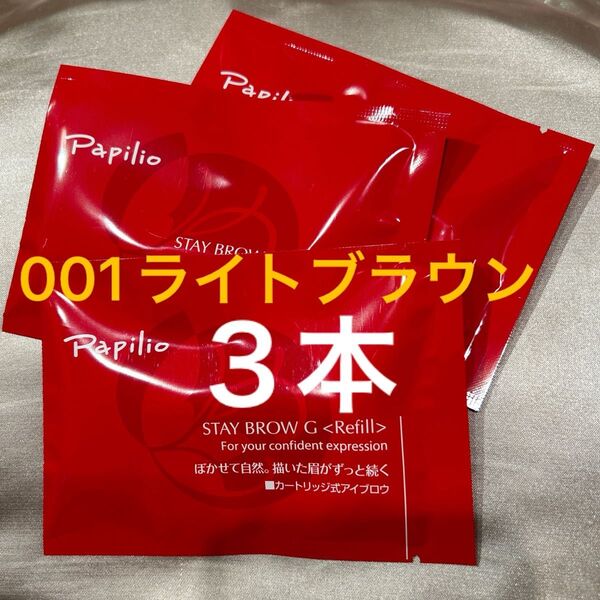 Papilio
Papilio
STAY BROW
001ライトブラウン
3本
Papilio
STAY BROW G <Refill>
For your confident expression
ぼかせて自然。描いた眉がずっと続く
■カートリッジ式アイブロウ